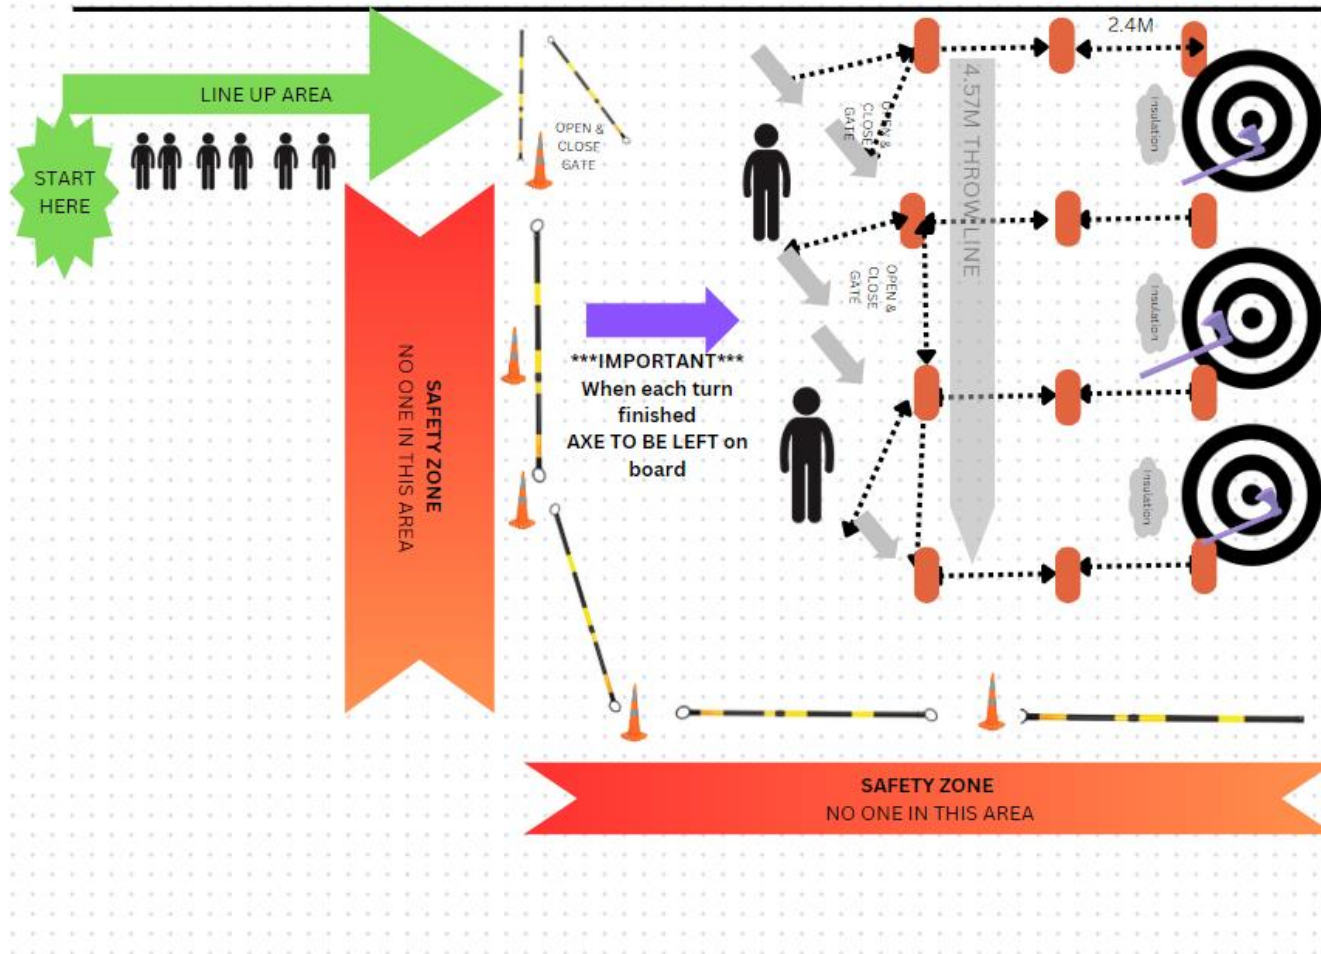 2.4M
LINE UP AREA
START
HERE
OPEN &
CLOSE
GATE
OPEN &
CLOSE
GATE
4.57M THROW LINE
Insulation
OPEN &
CLOSE
GATE
Insulation
SAFETY ZONE
NO ONE IN THIS AREA
***IMPORTANT***
When each turn
finished
AXE TO BE LEFT on
board
Insulation
SAFETY ZONE
NO ONE IN THIS AREA